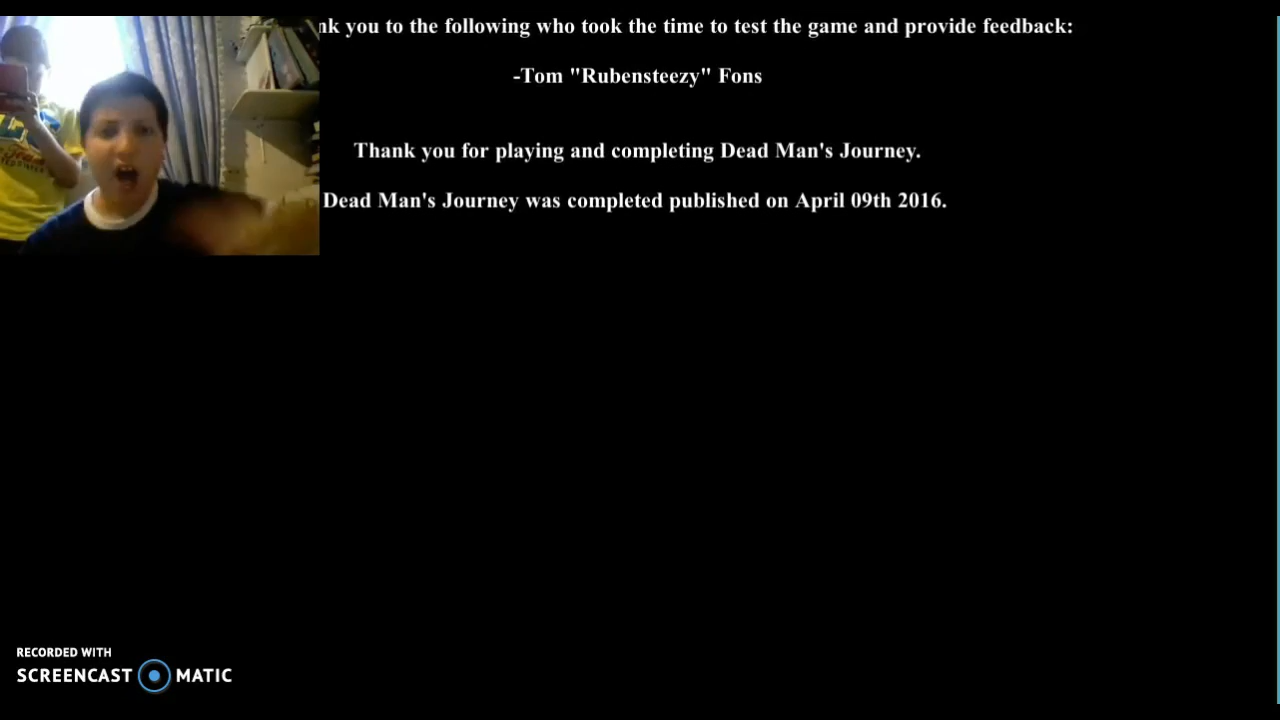 nk you to the following who took the time to test the game and provide feedback:
-Tom "Rubensteezy" Fons
Thank you for playing and completing Dead Man's Journey.
Dead Man's Journey was completed published on April 09th 2016.
RECORDED WITH
SCREENCAST MATIC